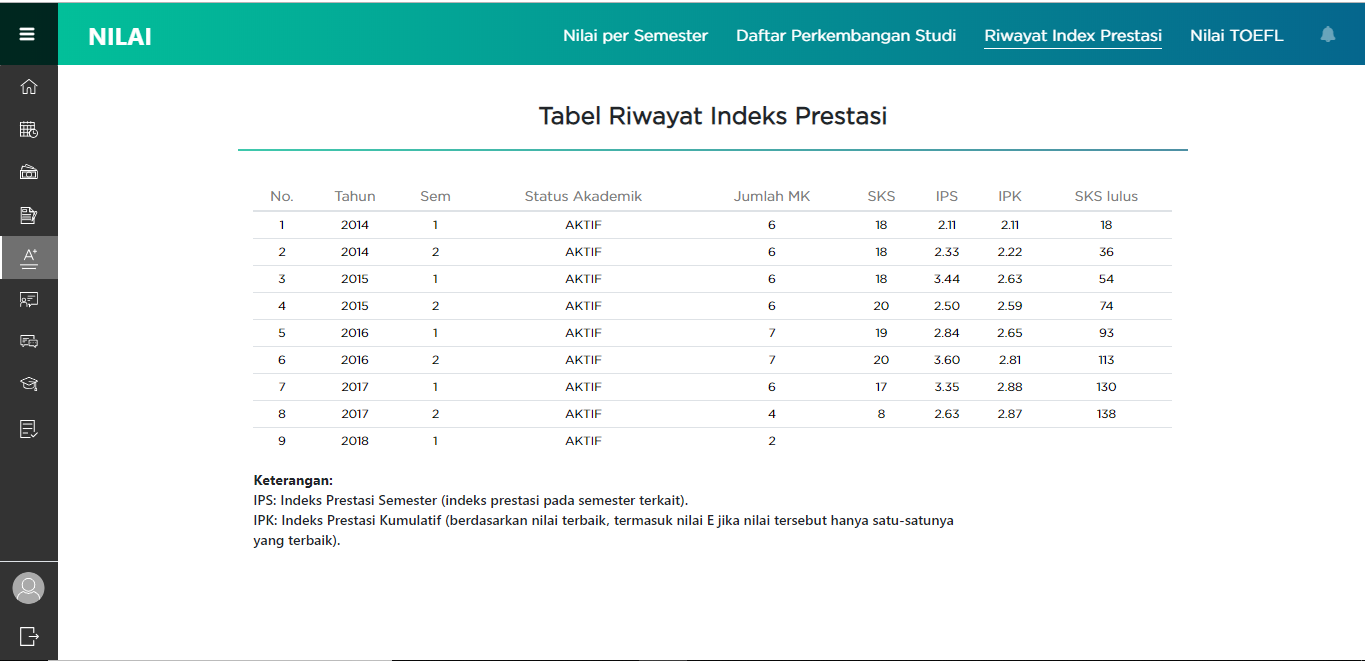 NILAI
Nilai per Semester Daftar Perkembangan Studi Riwayat Index Prestasi Nilai TOEFL
A+
Tabel Riwayat Indeks Prestasi
No. Tahun Sem Status Akademik Jumlah MK SKS IPS IPK SKS lulus
1 2014 1 AKTIF 6 18 2.11 2.11 18
2 2014 2 AKTIF 6 18 2.33 2.22 36
3 2015 1 AKTIF 6 18 3.44 2.63 54
4 2015 2 AKTIF 6 20 2.50 2.59 74
5 2016 1 AKTIF 7 19 2.84 2.65 93
6 2016 2 AKTIF 7 20 3.60 2.81 113
7 2017 1 AKTIF 6 17 3.35 2.88 130
8 2017 2 AKTIF 4 8 2.63 2.87 138
9 2018 1 AKTIF 2
Keterangan:
IPS: Indeks Prestasi Semester (indeks prestasi pada semester terkait).
IPK: Indeks Prestasi Kumulatif (berdasarkan nilai terbaik, termasuk nilai E jika nilai tersebut hanya satu-satunya
yang terbaik).